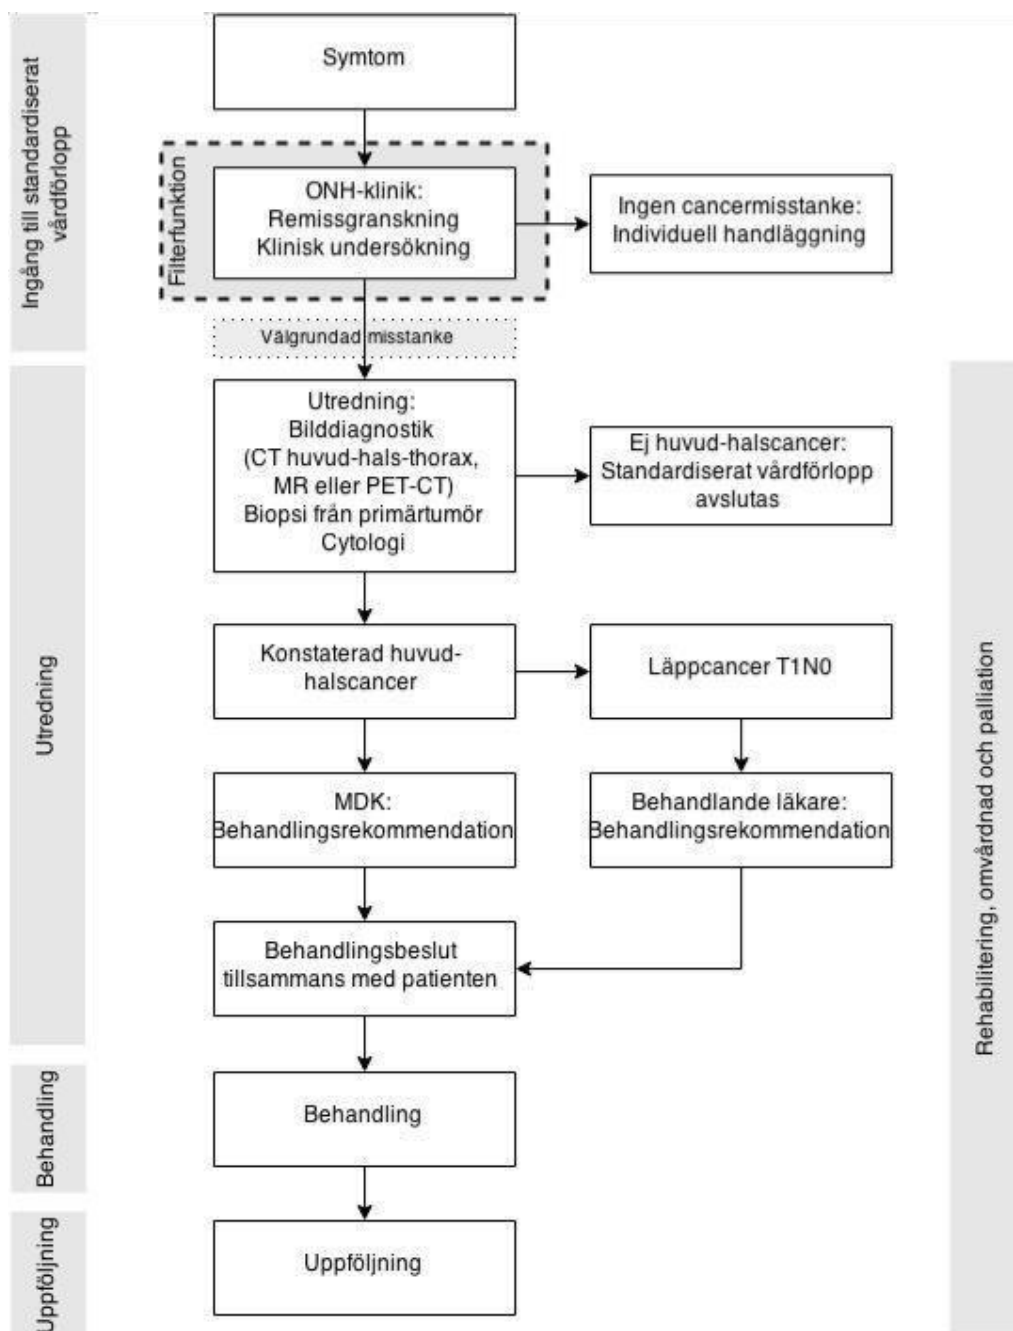 Ingång till standardiserat
vårdförlopp
Symtom
Filterfunktion
ONH-klinik:
Remissgranskning
Klinisk undersökning
Ingen cancermisstanke:
Individuell handläggning
Välgrundad misstanke
Utredning
Utredning:
Bilddiagnostik
(CT huvud-hals-thorax,
MR eller PET-CT)
Biopsi från primärtumör
Cytologi
Ej huvud-halscancer:
Standardiserat vårdförlopp
avslutas
Konstaterad huvud-
halscancer
Läppcancer T1N0
MDK:
Behandlingsrekommendation
Behandlande läkare:
Behandlingsrekommendation
Behandlingsbeslut
tillsammans med patienten
Rehabilitering, omvårdnad och palliation
Behandling
Behandling
Uppföljning
Uppföljning